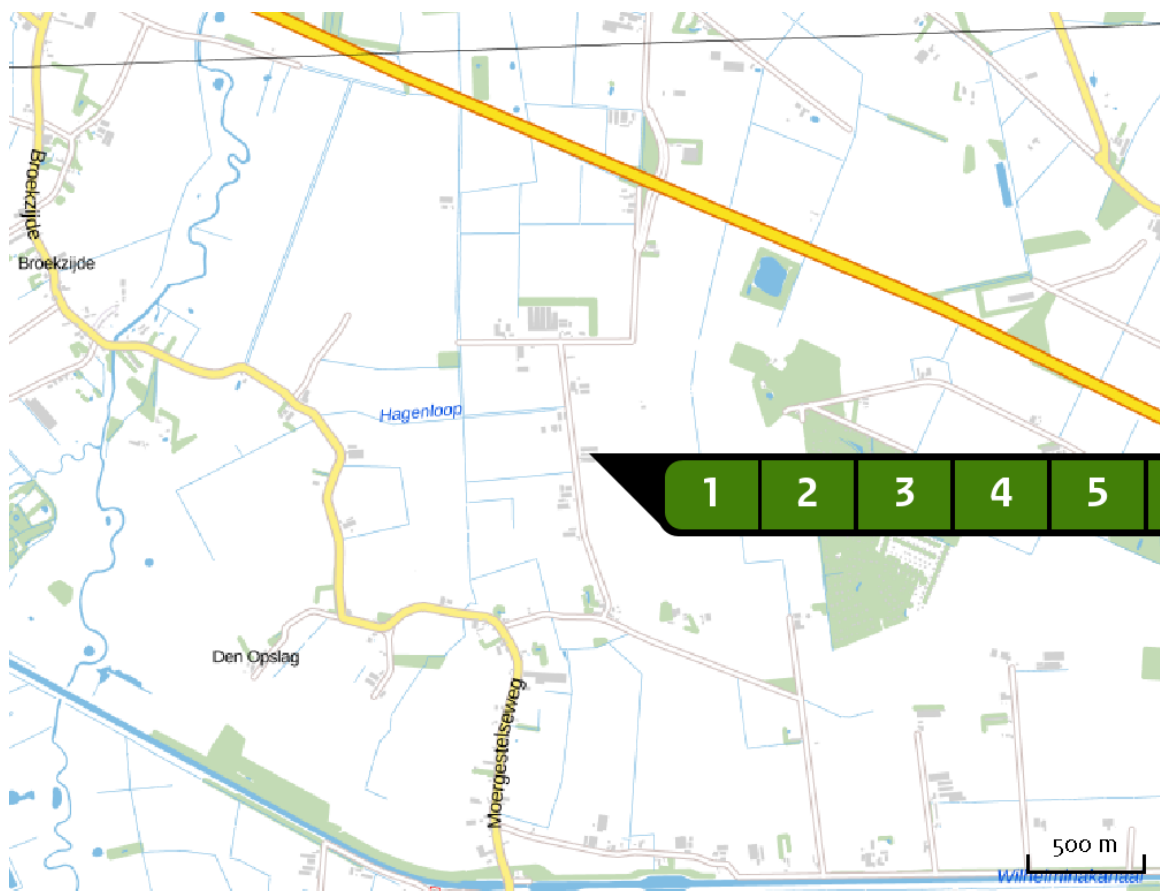 Broekzijde
Broekzijde
Hagenloop
1 2 3 4 5
Den Opslag
Moergestelseweg
500 m
Wilhelminakanaal